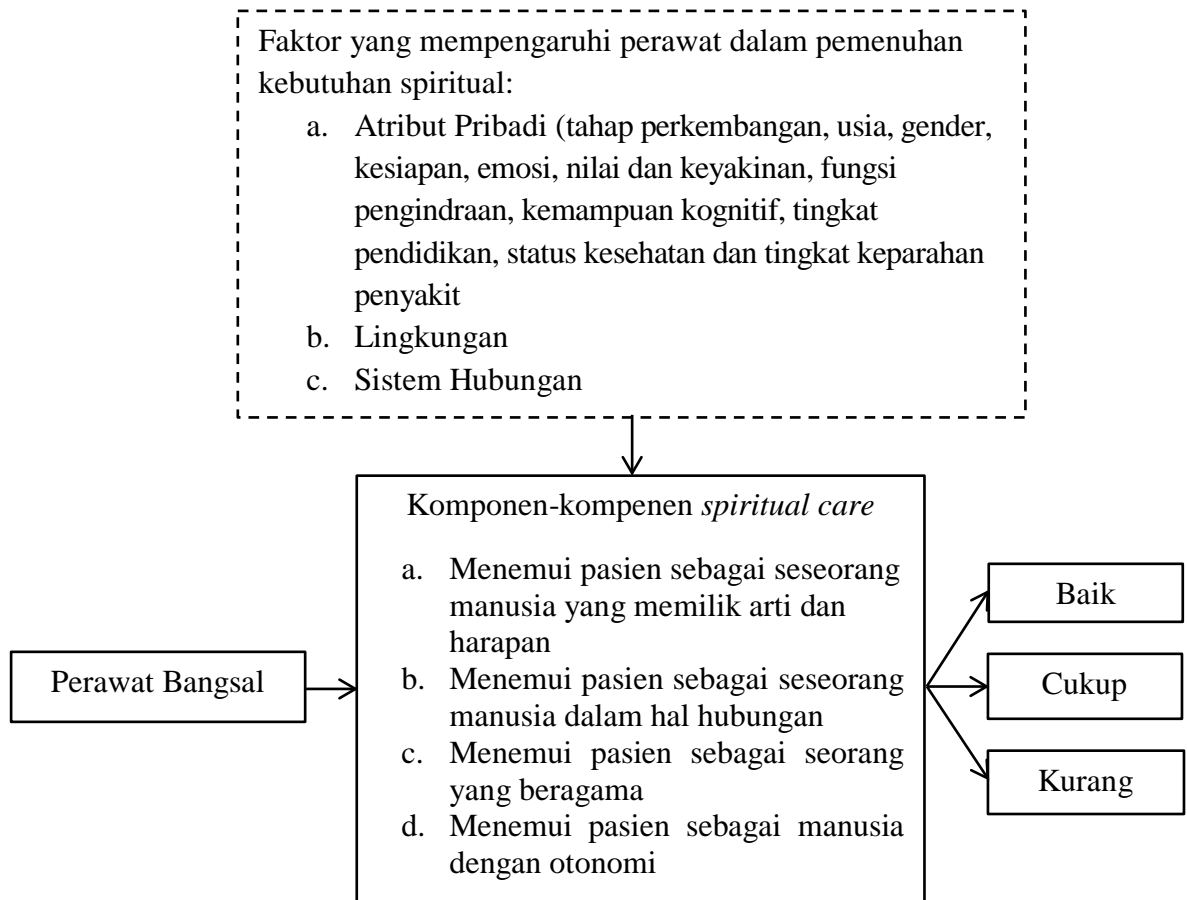 Faktor yang mempengaruhi perawat dalam pemenuhan
kebutuhan spiritual:
a. Atribut Pribadi (tahap perkembangan, usia, gender,
kesiapan, emosi, nilai dan keyakinan, fungsi
pengindraan, kemampuan kognitif, tingkat
pendidikan, status kesehatan dan tingkat keparahan
penyakit
b. Lingkungan
c. Sistem Hubungan
Perawat Bangsal
Komponen-kompenen spiritual care
a. Menemui pasien sebagai seseorang
manusia yang memilik arti dan
harapan
b. Menemui pasien sebagai seseorang
manusia dalam hal hubungan
c. Menemui pasien sebagai seorang
yang beragama
d. Menemui pasien sebagai manusia
dengan otonomi
Baik
Cukup
Kurang